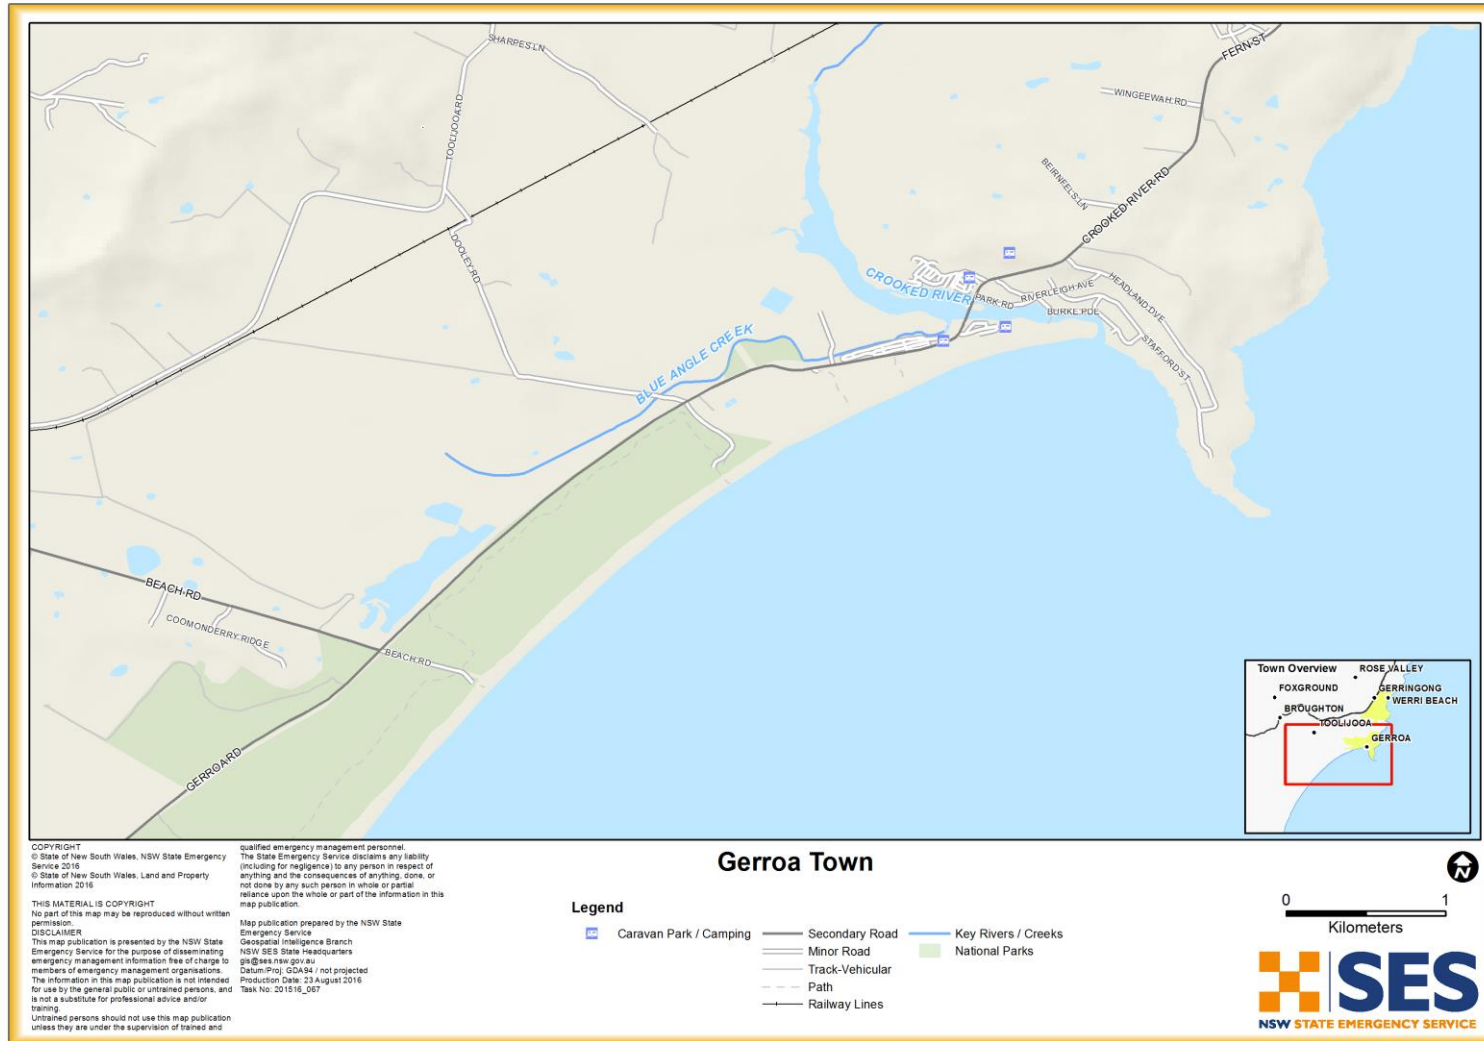 SHARPES LN
FERN ST
WINGEEWAH RD
TOOLIJOOA RD
BEIRNFELS LN
CROOKED RIVER RD
DOOLEY RD
CROOKED RIVER
HEADLAND DVE
PARK RD
RIVERLEIGH AVE
BURKE PDE
STAFFORD ST
BLUE ANGLE CREEK
BEACH RD
COOMONDERRY RIDGE
BEACH RD
GERROA RD
Town Overview
ROSE VALLEY
FOXGROUND
GERRINGONG
WERRI BEACH
BROUGHTON
TOOLIJOOA
GERROA
COPYRIGHT
© State of New South Wales, NSW State Emergency
Service 2016
© State of New South Wales, Land and Property
Information 2016
THIS MATERIAL IS COPYRIGHT
No part of this map may be reproduced without written
permission.
DISCLAIMER
This map publication is presented by the NSW State
Emergency Service for the purpose of disseminating
emergency management information free of charge to
members of emergency management organisations.
The information in this map publication is not intended
for use by the general public or untrained persons, and
is not a substitute for professional advice and/or
training.
Untrained persons should not use this map publication
unless they are under the supervision of trained and
qualified emergency management personnel.
The State Emergency Service disclaims any liability
(including for negligence) to any person in respect of
anything and the consequences of anything, done, or
not done by any such person in whole or partial
reliance upon the whole or part of the information in this
map publication.
Map publication prepared by the NSW State
Emergency Service
Geospatial Intelligence Branch
NSW SES State Headquarters
gis@ses.nsw.gov.au
Datum/Proj: GDA94 / not projected
Production Date: 23 August 2016
Task No: 201516_067
Gerroa Town
Legend
Caravan Park / Camping
Secondary Road
Minor Road
Track-Vehicular
Path
Railway Lines
Key Rivers / Creeks
National Parks
N
0 1
Kilometers
SES
NSW STATE EMERGENCY SERVICE